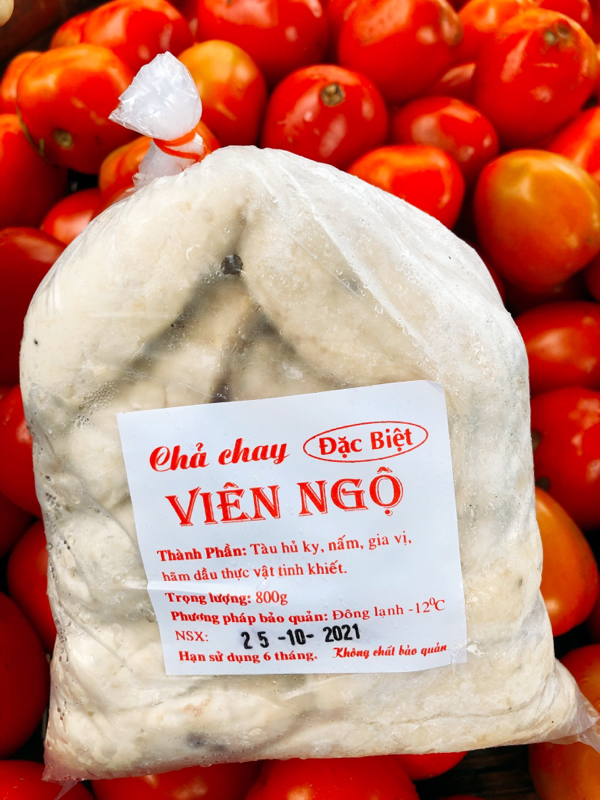 Chả chay Đặc Biệt
VIÊN NGỘ
Thành Phần: Tàu hủ ky, nấm, gia vị,
hãm dầu thực vật tinh khiết.
Trọng lượng: 800g
Phương pháp bảo quản: Đông lạnh -12⁰C
NSX: 25-10-2021
Hạn sử dụng 6 tháng. Không chất bảo quản